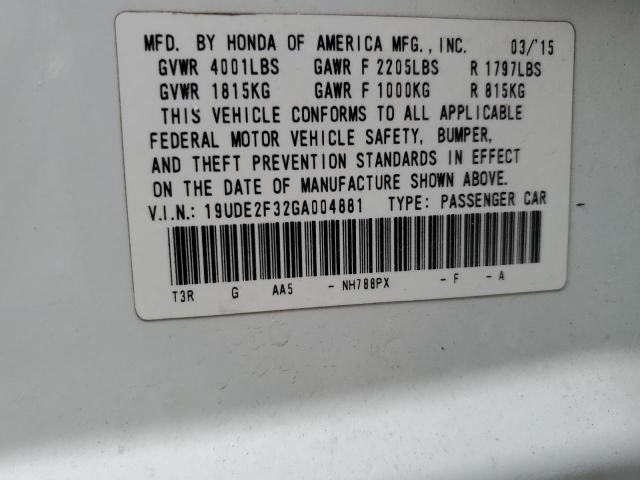 MFD. BY HONDA OF AMERICA MFG., INC. 03/'15
GVWR 4001LBS GAWR F 2205LBS R 1797LBS
GVWR 1815KG GAWR F 1000KG R 815KG
THIS VEHICLE CONFORMS TO ALL APPLICABLE
FEDERAL MOTOR VEHICLE SAFETY, BUMPER,
AND THEFT PREVENTION STANDARDS IN EFFECT
ON THE DATE OF MANUFACTURE SHOWN ABOVE.
V.I.N.: 19UDE2F32GA004881 TYPE: PASSENGER CAR
T3R G AA5 - NH788PX - F - A